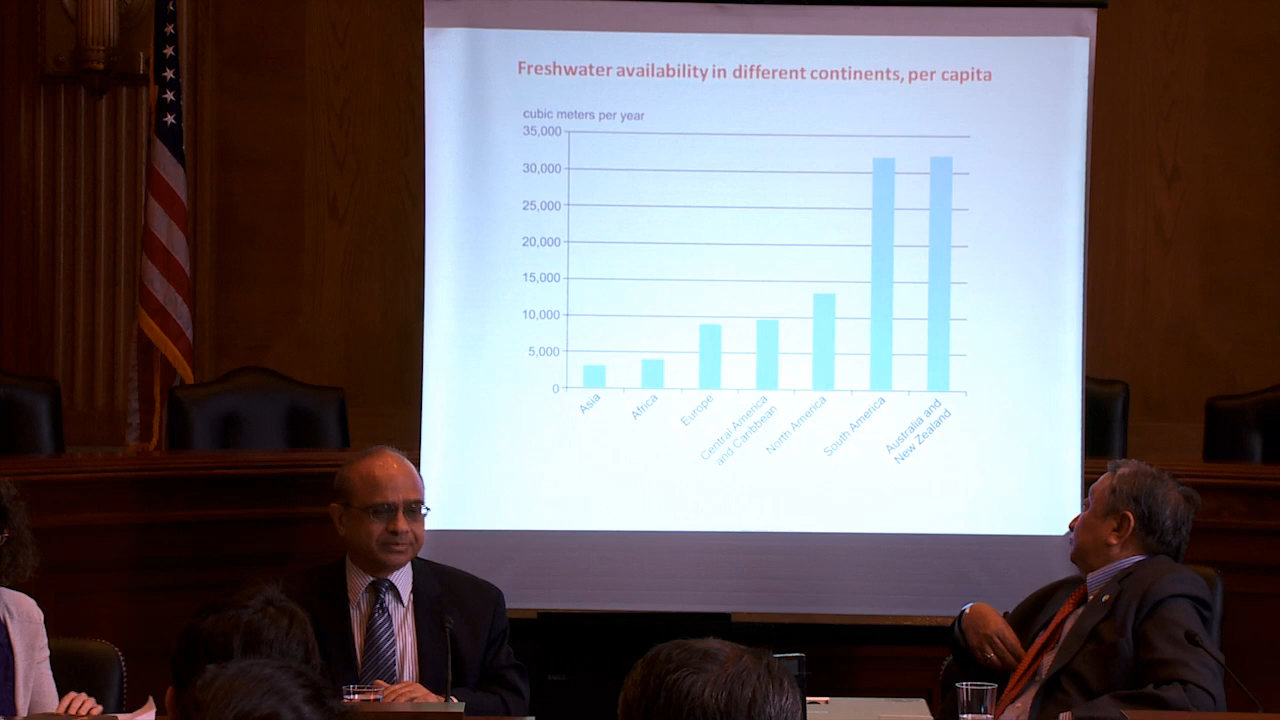 Freshwater availability in different continents, per capita
cubic meters per year
35,000
30,000
25,000
20,000
15,000
10,000
5,000
0
Asia
Africa
Europe
Central America
and Caribbean
North America
South America
Australia and
New Zealand